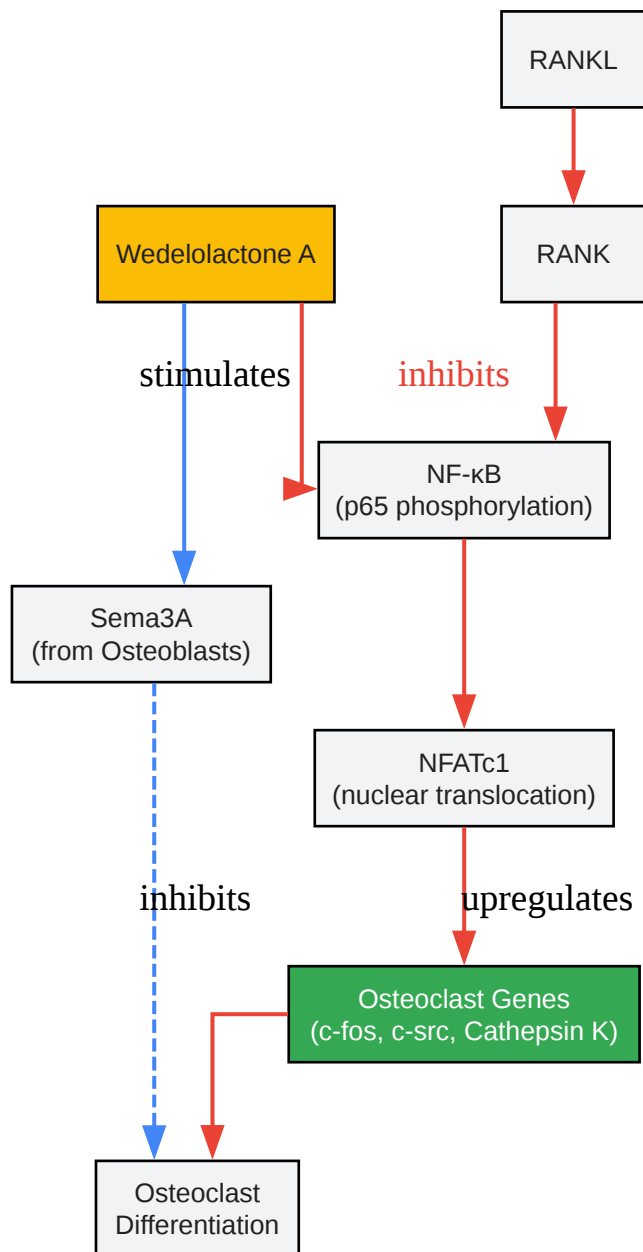 RANKL
Wedelolactone A
RANK
stimulates
inhibits
NF-κB
(p65 phosphorylation)
Sema3A
(from Osteoblasts)
NFATc1
(nuclear translocation)
inhibits
upregulates
Osteoclast Genes
(c-fos, c-src, Cathepsin K)
Osteoclast
Differentiation